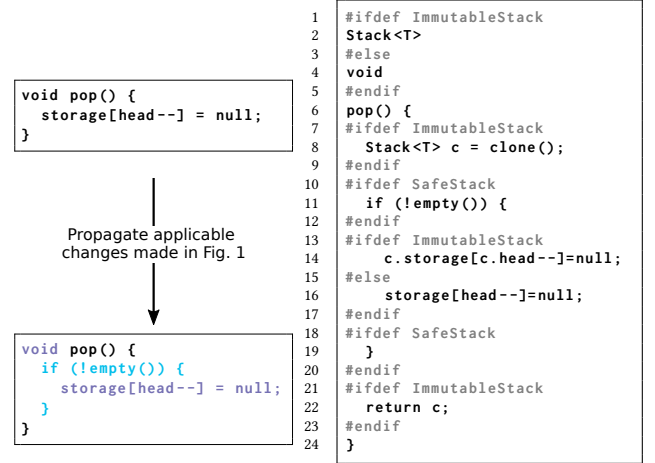 void pop() {
storage[head--] = null;
}
Propagate applicable
changes made in Fig. 1
void pop() {
if (!empty()) {
storage[head--] = null;
}
}
1 #ifdef ImmutableStack
2 Stack<T>
3 #else
4 void
5 #endif
6 pop() {
7 #ifdef ImmutableStack
8 Stack<T> c = clone();
9 #endif
10 #ifdef SafeStack
11 if (!empty()) {
12 #endif
13 #ifdef ImmutableStack
14 c.storage[c.head--]=null;
15 #else
16 storage[head--]=null;
17 #endif
18 #ifdef SafeStack
19 }
20 #endif
21 #ifdef ImmutableStack
22 return c;
23 #endif
24 }